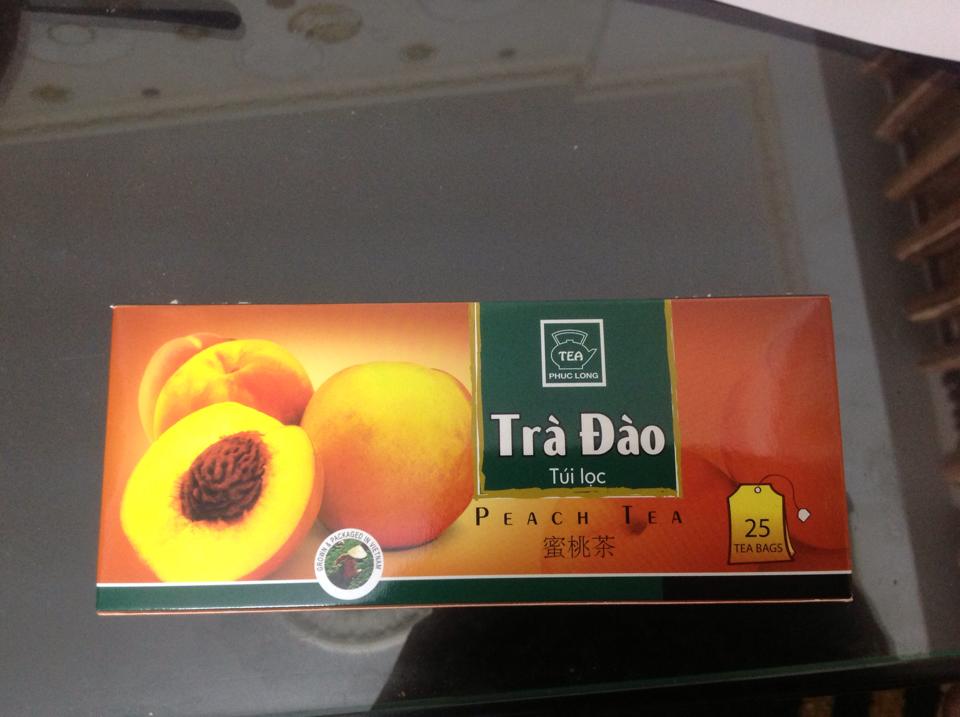 TEA
PHUC LONG
Trà Đào
Túi lọc
PEACH TEA
蜜桃茶
25
TEA BAGS
GROWN & PACKAGED IN VIETNAM